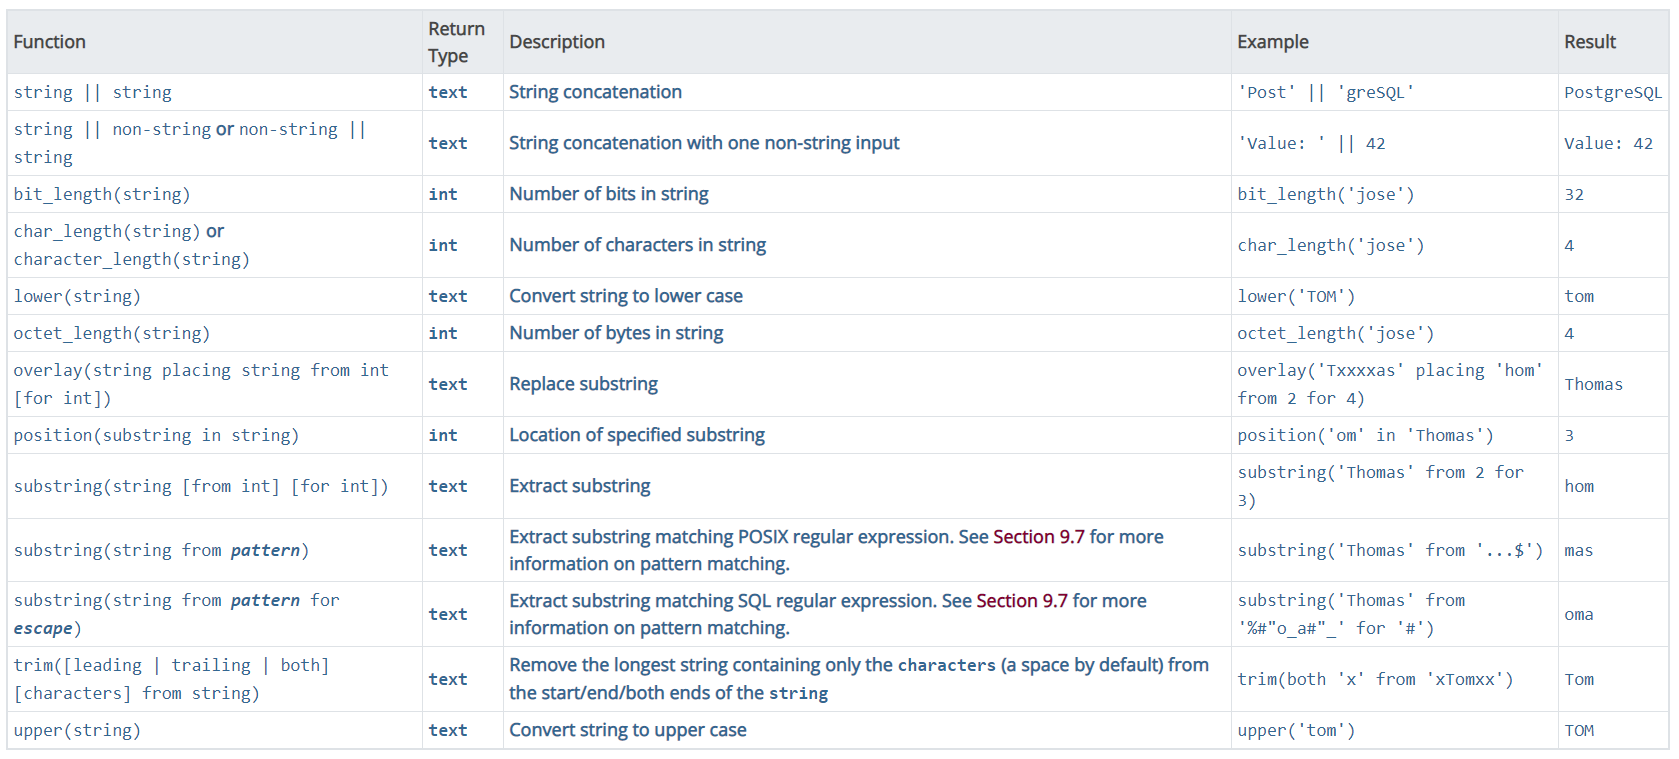 Function Return Type Description Example Result
string || string text String concatenation 'Post' || 'greSQL' PostgreSQL
string || non-string or non-string ||
string text String concatenation with one non-string input 'Value: ' || 42 Value: 42
bit_length(string) int Number of bits in string bit_length('jose') 32
char_length(string) or
character_length(string) int Number of characters in string char_length('jose') 4
lower(string) text Convert string to lower case lower('TOM') tom
octet_length(string) int Number of bytes in string octet_length('jose') 4
overlay(string placing string from int
[for int]) text Replace substring overlay('Txxxxas' placing 'hom'
from 2 for 4) Thomas
position(substring in string) int Location of specified substring position('om' in 'Thomas') 3
substring(string [from int] [for int]) text Extract substring substring('Thomas' from 2 for
3) hom
substring(string from pattern) text Extract substring matching POSIX regular expression. See Section 9.7 for more
information on pattern matching. substring('Thomas' from '...$') mas
substring(string from pattern for
escape) text Extract substring matching SQL regular expression. See Section 9.7 for more
information on pattern matching. substring('Thomas' from
'%#"o_a#"_' for '#') oma
trim([leading | trailing | both]
[characters] from string) text Remove the longest string containing only the characters (a space by default) from
the start/end/both ends of the string trim(both 'x' from 'xTomxx') Tom
upper(string) text Convert string to upper case upper('tom') TOM